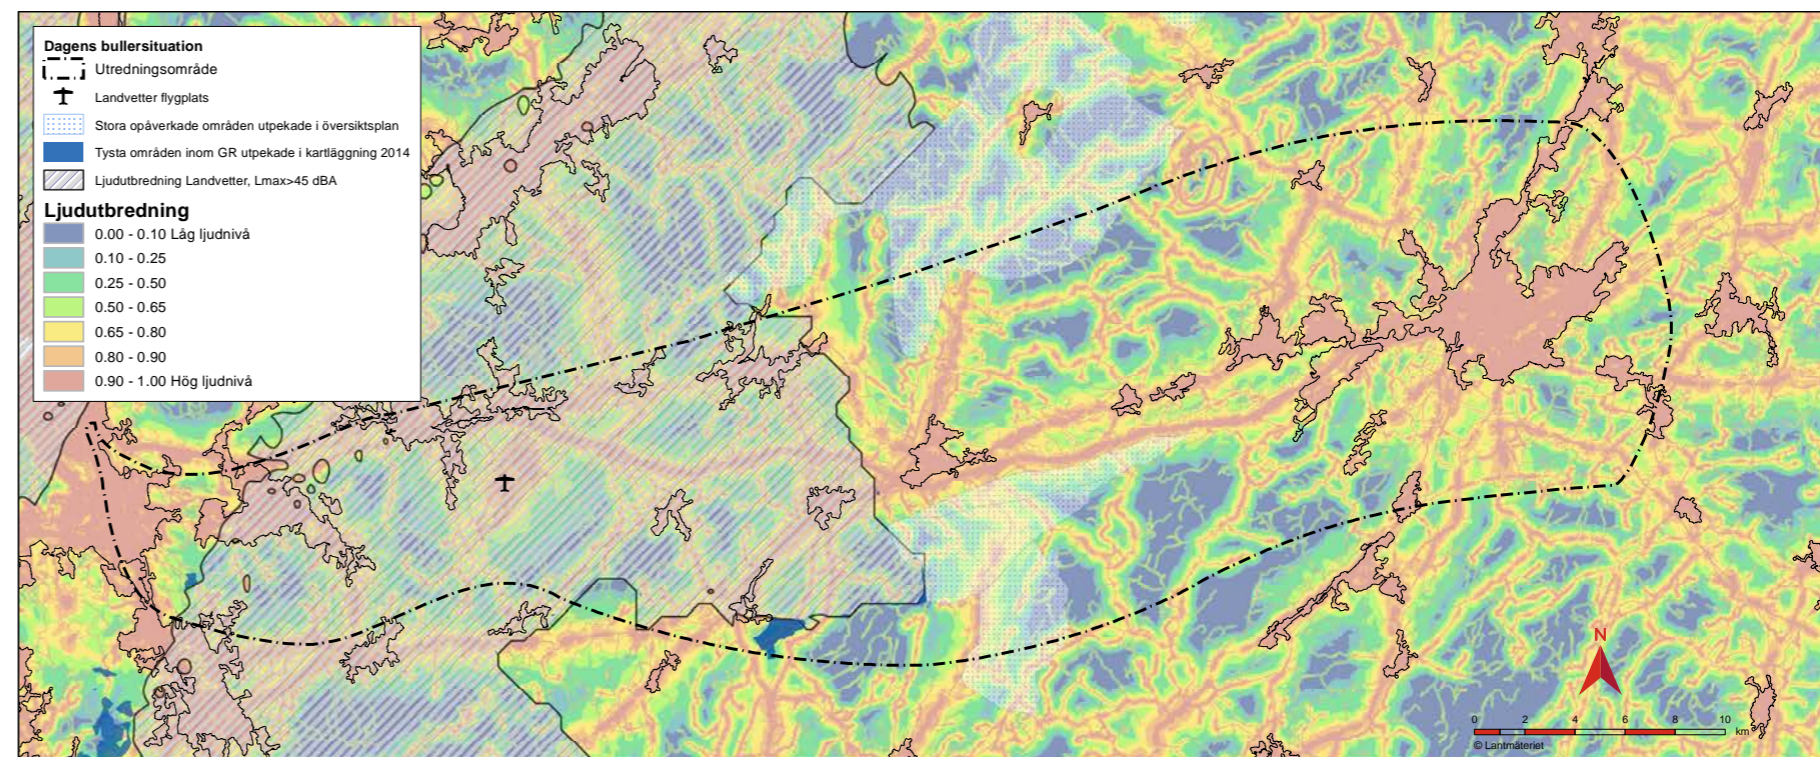 Dagens bullersituation
Utredningsområde
Landvetter flygplats
Stora opåverkade områden utpekade i översiktsplan
Tysta områden inom GR utpekade i kartläggning 2014
Ljudutbredning Landvetter, Lmax>45 dBA
Ljudutbredning
0.00 - 0.10 Låg ljudnivå
0.10 - 0.25
0.25 - 0.50
0.50 - 0.65
0.65 - 0.80
0.80 - 0.90
0.90 - 1.00 Hög ljudnivå
N
0 2 4 6 8 10
km
© Lantmäteriet